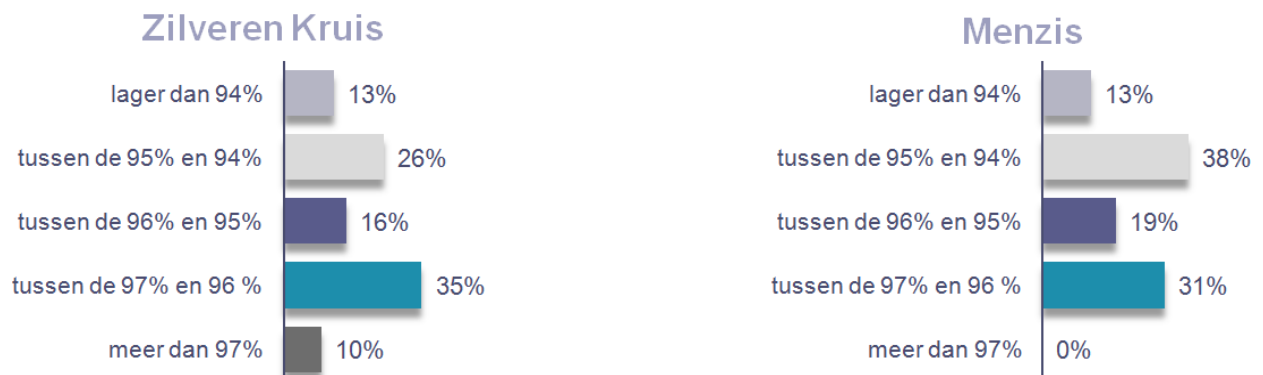 Zilveren Kruis
lager dan 94% 13%
tussen de 95% en 94% 26%
tussen de 96% en 95% 16%
tussen de 97% en 96 % 35%
meer dan 97% 10%
Menzis
lager dan 94% 13%
tussen de 95% en 94% 38%
tussen de 96% en 95% 19%
tussen de 97% en 96 % 31%
meer dan 97% 0%